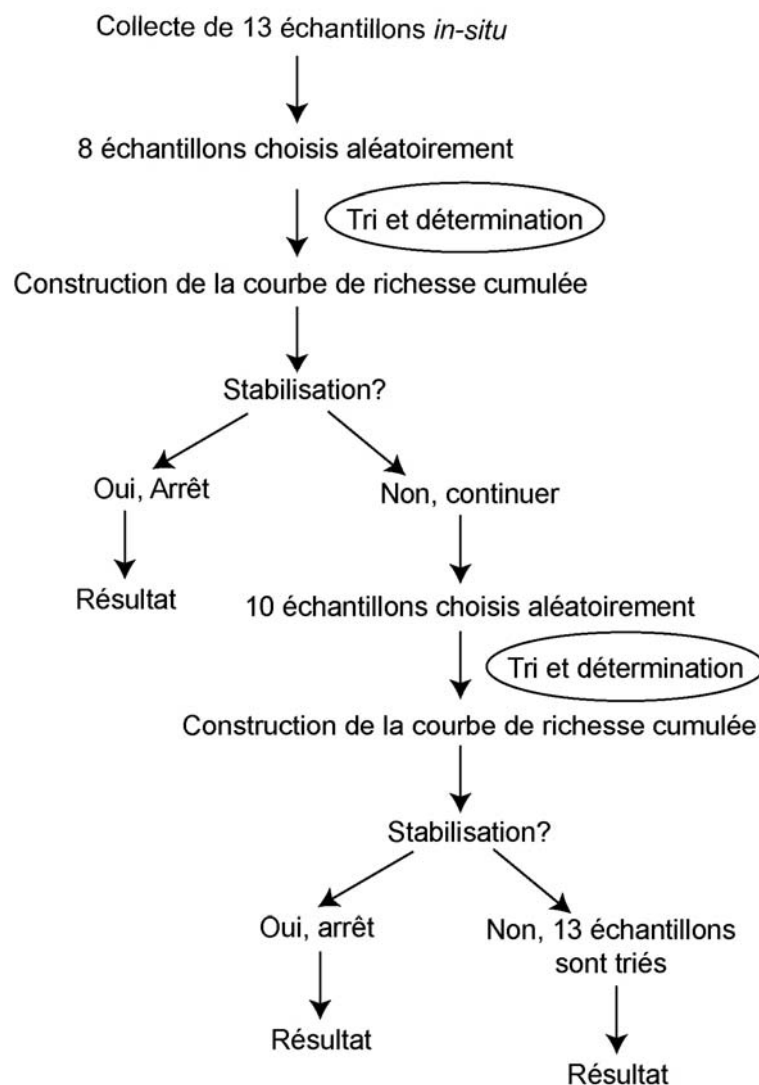 Collecte de 13 échantillons in-situ
8 échantillons choisis aléatoirement
Tri et détermination
Construction de la courbe de richesse cumulée
Stabilisation?
Oui, Arrêt
Non, continuer
Résultat
10 échantillons choisis aléatoirement
Tri et détermination
Construction de la courbe de richesse cumulée
Stabilisation?
Oui, arrêt
Non, 13 échantillons
sont triés
Résultat
Résultat